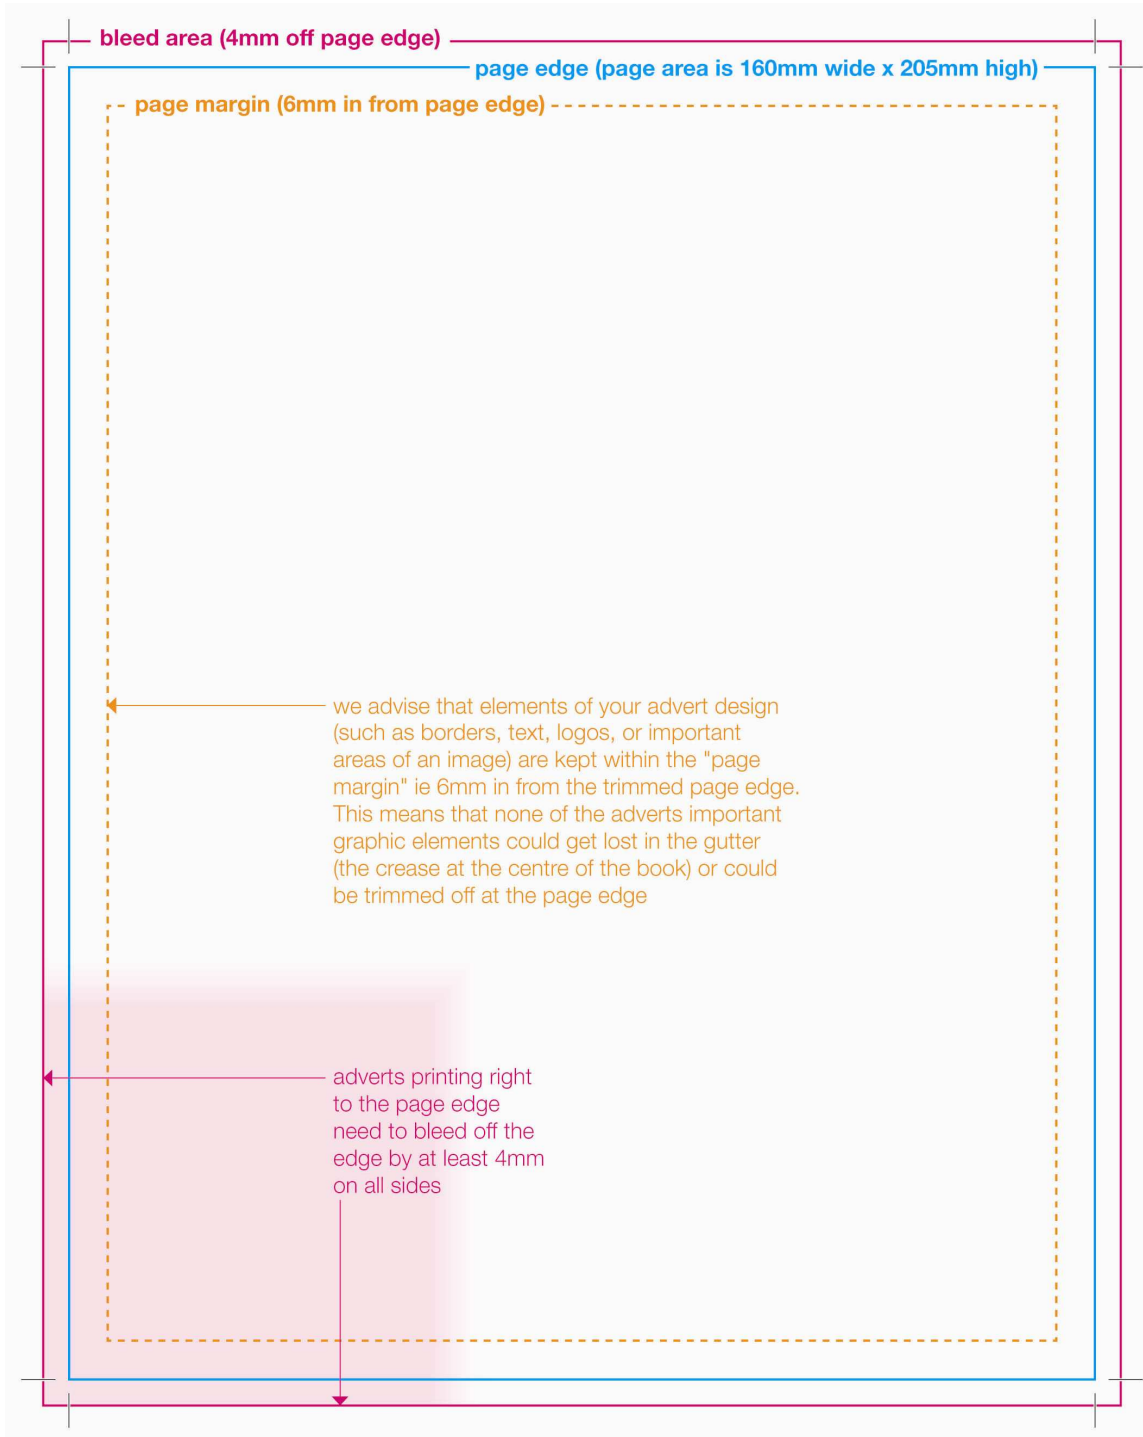 bleed area (4mm off page edge)
page edge (page area is 160mm wide x 205mm high)
page margin (6mm in from page edge)
we advise that elements of your advert design
(such as borders, text, logos, or important
areas of an image) are kept within the "page
margin" ie 6mm in from the trimmed page edge.
This means that none of the adverts important
graphic elements could get lost in the gutter
(the crease at the centre of the book) or could
be trimmed off at the page edge
adverts printing right
to the page edge
need to bleed off the
edge by at least 4mm
on all sides